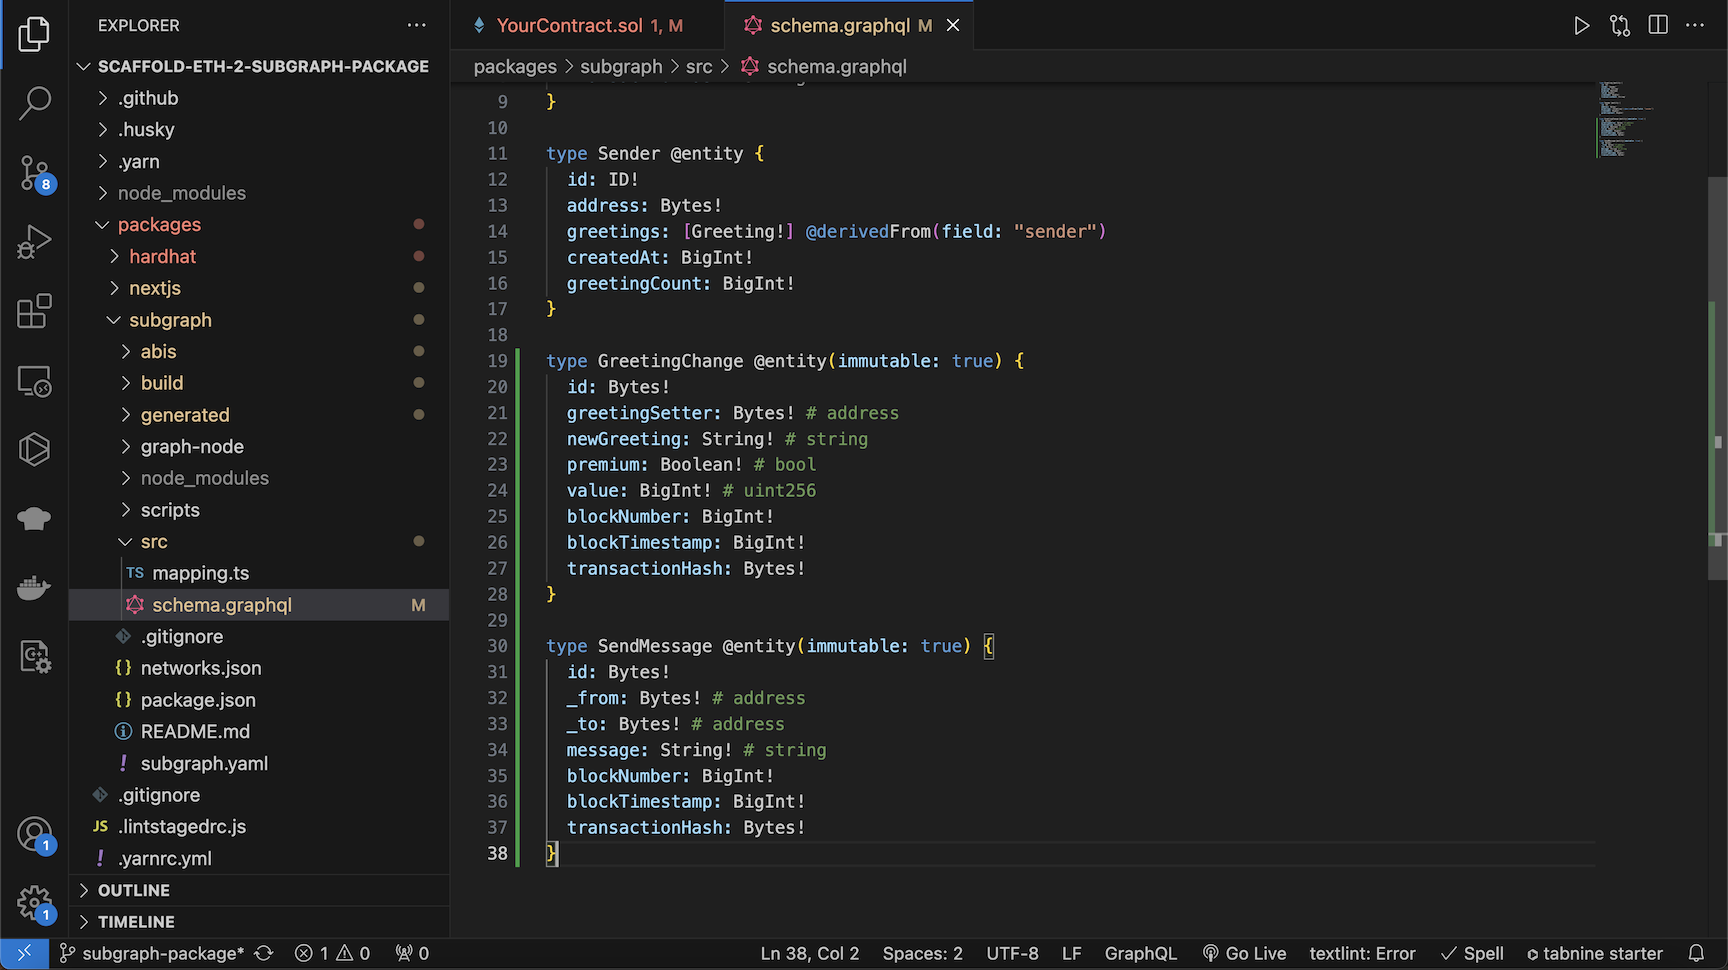 EXPLORER
SCAFFOLD-ETH-2-SUBGRAPH-PACKAGE
.github
.husky
.yarn
8
node_modules
packages
hardhat
nextjs
subgraph
abis
build
generated
graph-node
node_modules
scripts
src
TS mapping.ts
schema.graphql M
.gitignore
{} networks.json
{} package.json
README.md
! subgraph.yaml
.gitignore
JS .lintstagedrc.js
1
! .yarnrc.yml
OUTLINE
1
TIMELINE
YourContract.sol 1, M
schema.graphql M
packages > subgraph > src > schema.graphql
9 }
10
11 type Sender @entity {
12 id: ID!
13 address: Bytes!
14 greetings: [Greeting!] @derivedFrom(field: "sender")
15 createdAt: BigInt!
16 greetingCount: BigInt!
17 }
18
19 type GreetingChange @entity(immutable: true) {
20 id: Bytes!
21 greetingSetter: Bytes! # address
22 newGreeting: String! # string
23 premium: Boolean! # bool
24 value: BigInt! # uint256
25 blockNumber: BigInt!
26 blockTimestamp: BigInt!
27 transactionHash: Bytes!
28 }
29
30 type SendMessage @entity(immutable: true) {
31 id: Bytes!
32 _from: Bytes! # address
33 _to: Bytes! # address
34 message: String! # string
35 blockNumber: BigInt!
36 blockTimestamp: BigInt!
37 transactionHash: Bytes!
38 }
subgraph-package* 1 0 0 Ln 38, Col 2 Spaces: 2 UTF-8 LF GraphQL Go Live textlint: Error Spell tabnine starter